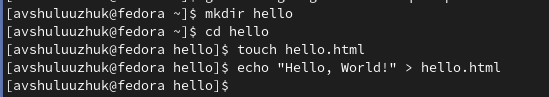 [avshuluuzhuk@fedora ~]$ mkdir hello
[avshuluuzhuk@fedora ~]$ cd hello
[avshuluuzhuk@fedora hello]$ touch hello.html
[avshuluuzhuk@fedora hello]$ echo "Hello, World!" > hello.html
[avshuluuzhuk@fedora hello]$